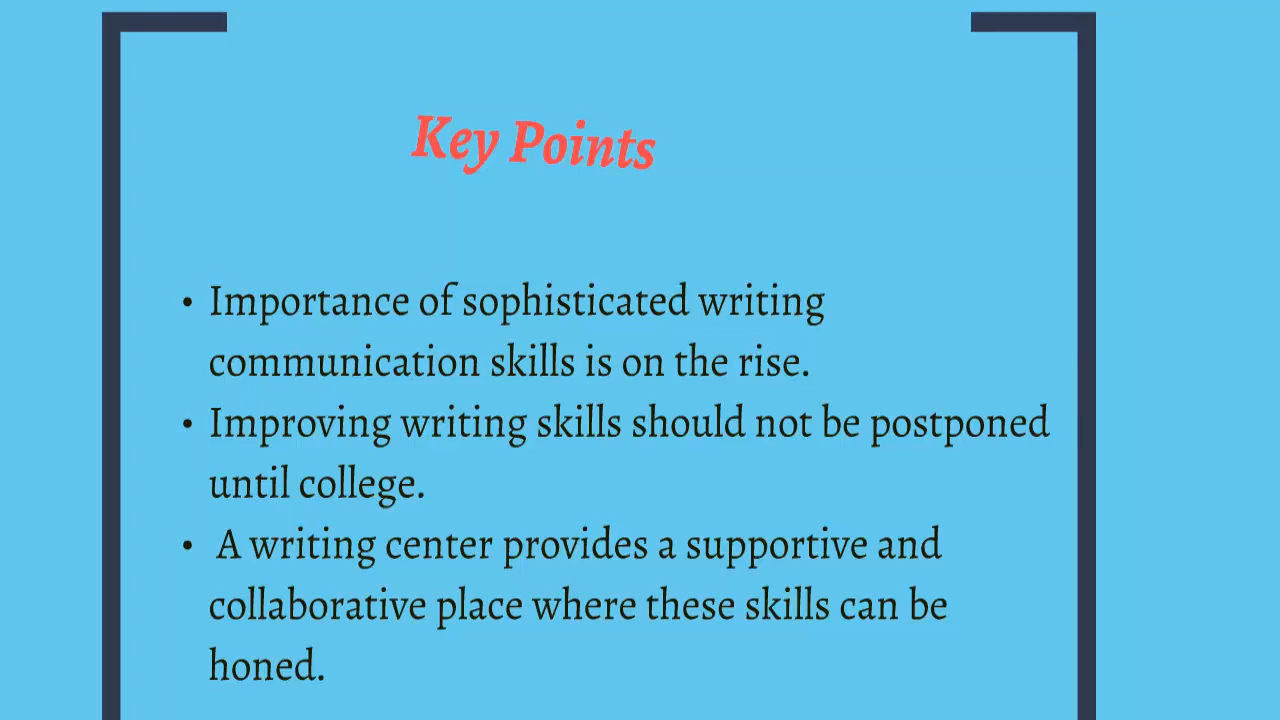 Key Points
• Importance of sophisticated writing
communication skills is on the rise.
• Improving writing skills should not be postponed
until college.
• A writing center provides a supportive and
collaborative place where these skills can be
honed.